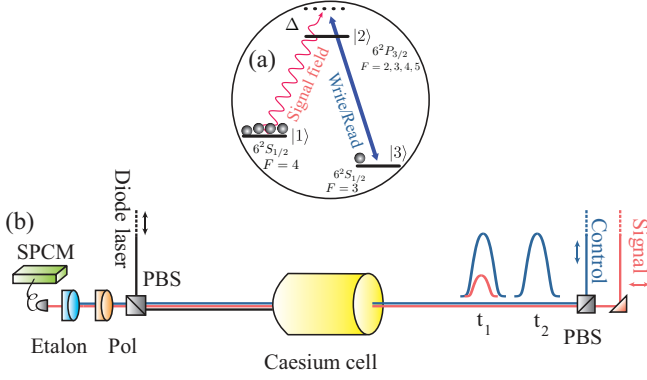 Δ
|2⟩
6²P₃/₂
F = 2, 3, 4, 5
(a)
Signal field
Write/Read
|1⟩
6²S₁/₂
F = 4
|3⟩
6²S₁/₂
F = 3
(b)
Diode laser
SPCM
PBS
Etalon
Pol
Caesium cell
t₁
t₂
Control
Signal
PBS